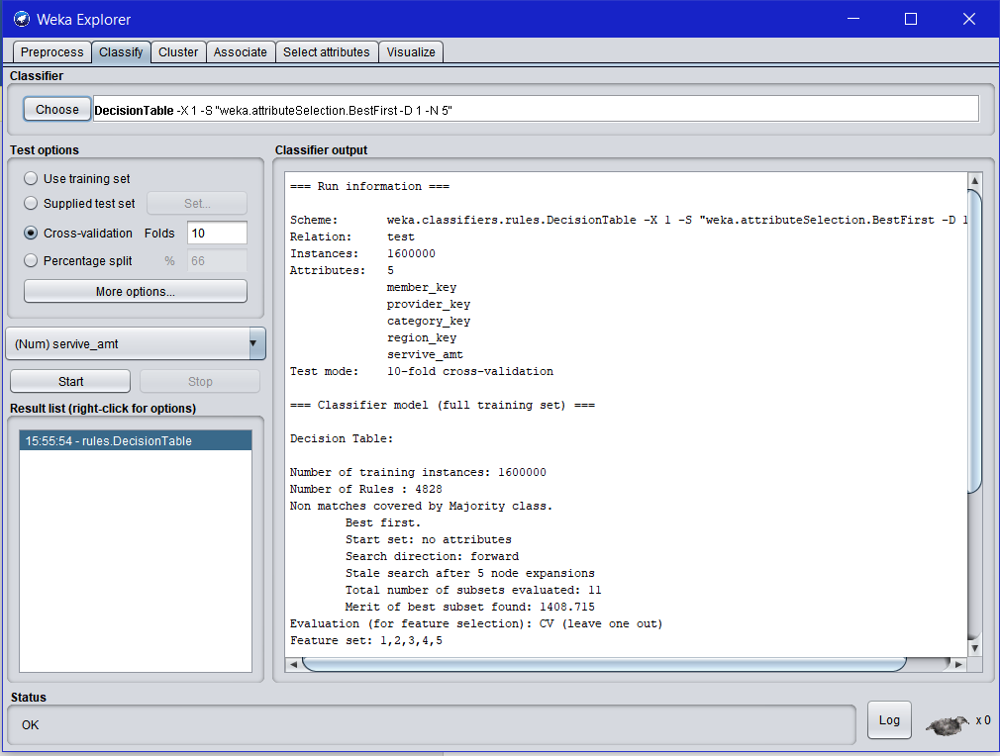 Weka Explorer
Preprocess Classify Cluster Associate Select attributes Visualize
Classifier
Choose DecisionTable -X 1 -S "weka.attributeSelection.BestFirst -D 1 -N 5"
Test options
Use training set
Supplied test set Set...
Cross-validation Folds 10
Percentage split % 66
More options...
(Num) servive_amt
Start Stop
Result list (right-click for options)
15:55:54 - rules.DecisionTable
Classifier output
=== Run information ===
Scheme: weka.classifiers.rules.DecisionTable -X 1 -S "weka.attributeSelection.BestFirst -D 1
Relation: test
Instances: 1600000
Attributes: 5
member_key
provider_key
category_key
region_key
servive_amt
Test mode: 10-fold cross-validation
=== Classifier model (full training set) ===
Decision Table:
Number of training instances: 1600000
Number of Rules : 4828
Non matches covered by Majority class.
Best first.
Start set: no attributes
Search direction: forward
Stale search after 5 node expansions
Total number of subsets evaluated: 11
Merit of best subset found: 1408.715
Evaluation (for feature selection): CV (leave one out)
Feature set: 1,2,3,4,5
Status
OK
Log
x 0